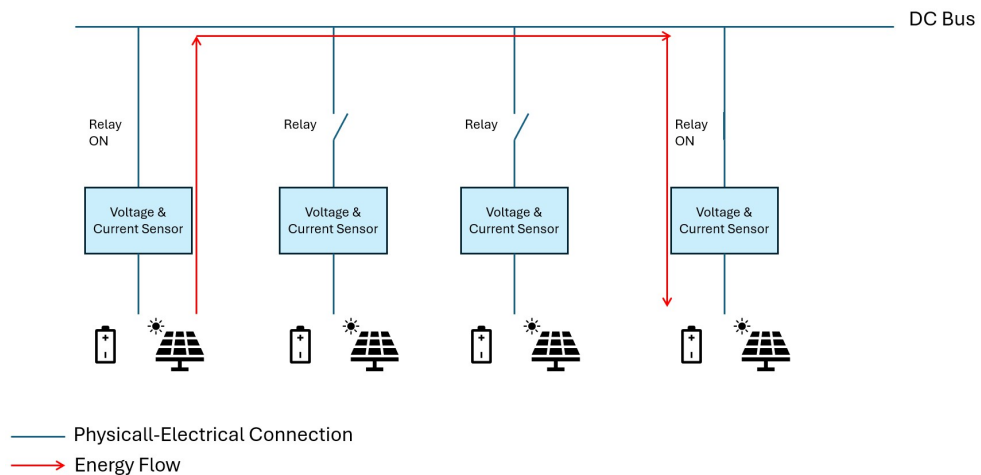 DC Bus
Relay
ON
Relay
Relay
Relay
ON
Voltage &
Current Sensor
Voltage &
Current Sensor
Voltage &
Current Sensor
Voltage &
Current Sensor
Physicall-Electrical Connection
Energy Flow